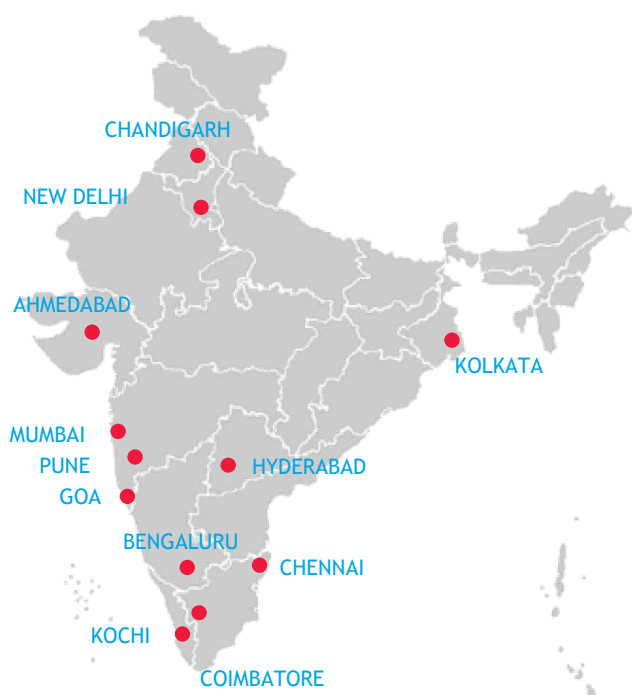 CHANDIGARH
NEW DELHI
AHMEDABAD
KOLKATA
MUMBAI
PUNE
HYDERABAD
GOA
BENGALURU
CHENNAI
KOCHI
COIMBATORE